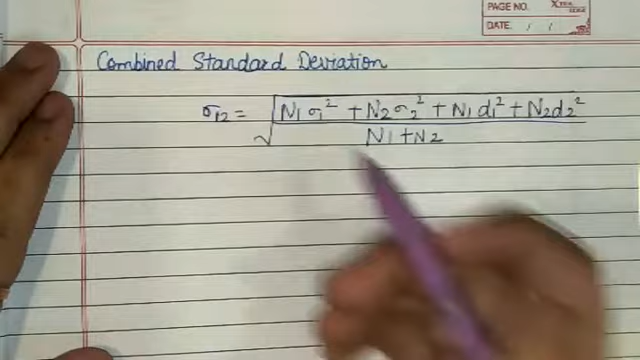 PAGE NO.
DATE. / /
Combined Standard Deviation
σ₁₂ = √ N₁σ₁² + N₂σ₂² + N₁d₁² + N₂d₂²
N₁ + N₂